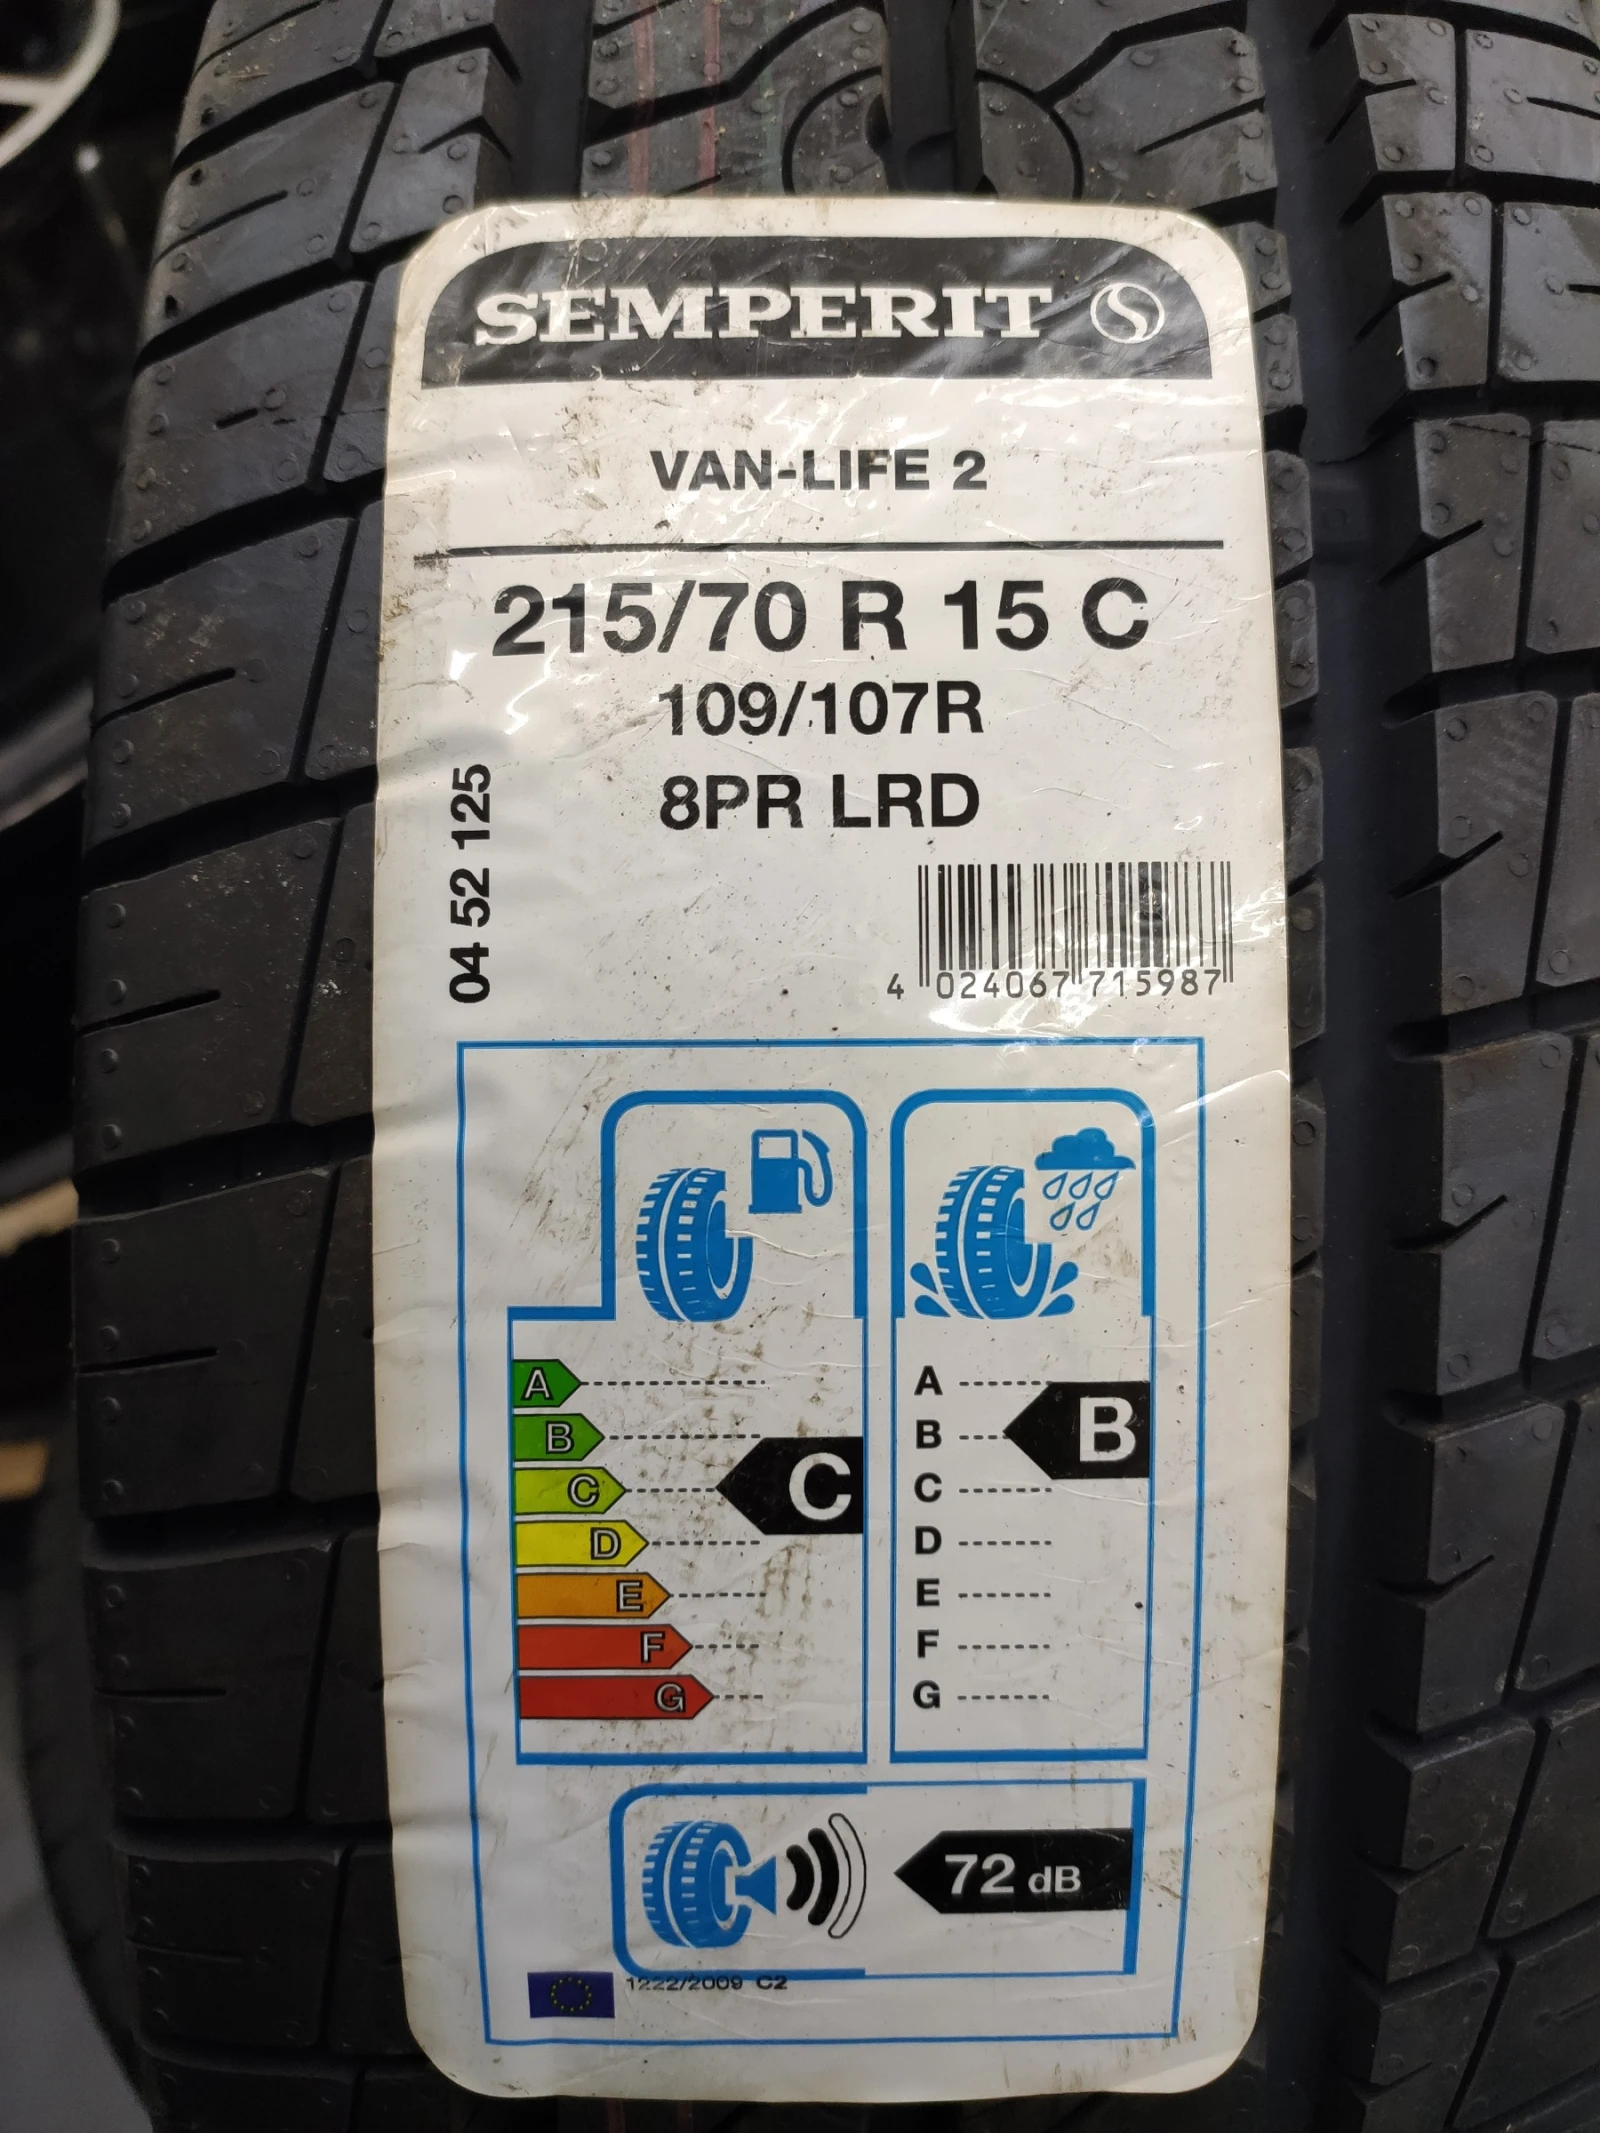 SEMPERIT
VAN-LIFE 2
215/70 R 15 C
109/107R
8PR LRD
04 52 125
4 024067 715987
A
B
C
D
E
F
G
C
A
B
C
D
E
F
G
B
72 dB
1222/2009 C2